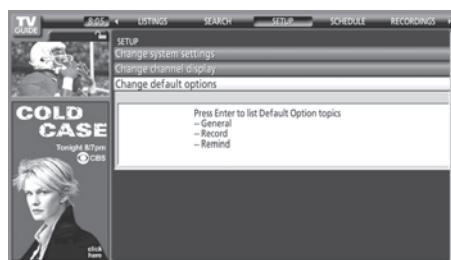 TV
GUIDE
8:05
LISTINGS SEARCH SETUP SCHEDULE RECORDINGS
SETUP
Change system settings
Change channel display
Change default options
Press Enter to list Default Option topics
– General
– Record
– Remind
COLD
CASE
Tonight 8/7pm
CBS
click
here